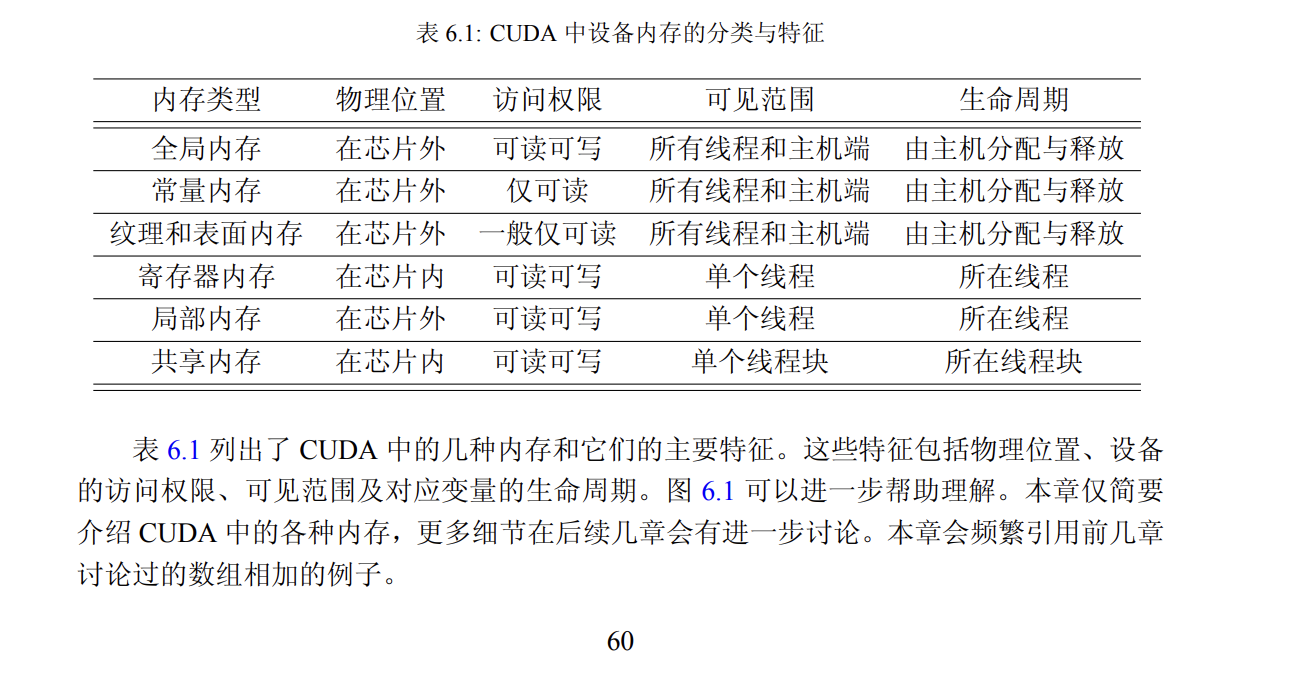 表 6.1: CUDA 中设备内存的分类与特征
内存类型 物理位置 访问权限 可见范围 生命周期
全局内存 在芯片外 可读可写 所有线程和主机端 由主机分配与释放
常量内存 在芯片外 仅可读 所有线程和主机端 由主机分配与释放
纹理和表面内存 在芯片外 一般仅可读 所有线程和主机端 由主机分配与释放
寄存器内存 在芯片内 可读可写 单个线程 所在线程
局部内存 在芯片外 可读可写 单个线程 所在线程
共享内存 在芯片内 可读可写 单个线程块 所在线程块
表 6.1 列出了 CUDA 中的几种内存和它们的主要特征。这些特征包括物理位置、设备
的访问权限、可见范围及对应变量的生命周期。图 6.1 可以进一步帮助理解。本章仅简要
介绍 CUDA 中的各种内存，更多细节在后续几章会有进一步讨论。本章会频繁引用前几章
讨论过的数组相加的例子。
60